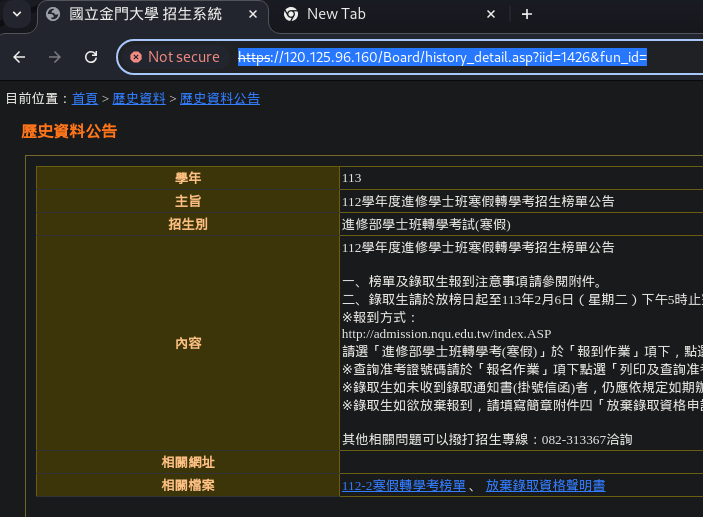 國立金門大學 招生系統
New Tab
Not secure https://120.125.96.160/Board/history_detail.asp?iid=1426&fun_id=
目前位置：首頁 > 歷史資料 > 歷史資料公告
歷史資料公告
學年 113
主旨 112學年度進修學士班寒假轉學考招生榜單公告
招生別 進修部學士班轉學考試(寒假)
內容
112學年度進修學士班寒假轉學考招生榜單公告
一、榜單及錄取生報到注意事項請參閱附件。
二、錄取生請於放榜日起至113年2月6日（星期二）下午5時止
※報到方式：
http://admission.nqu.edu.tw/index.ASP
請選「進修部學士班轉學考(寒假)」於「報到作業」項下，點選
※查詢准考證號碼請於「報名作業」項下點選「列印及查詢准考
※錄取生如未收到錄取通知書(掛號信函)者，仍應依規定如期辦
※錄取生如欲放棄報到，請填寫簡章附件四「放棄錄取資格申請
其他相關問題可以撥打招生專線：082-313367洽詢
相關網址
相關檔案 112-2寒假轉學考榜單 、 放棄錄取資格聲明書